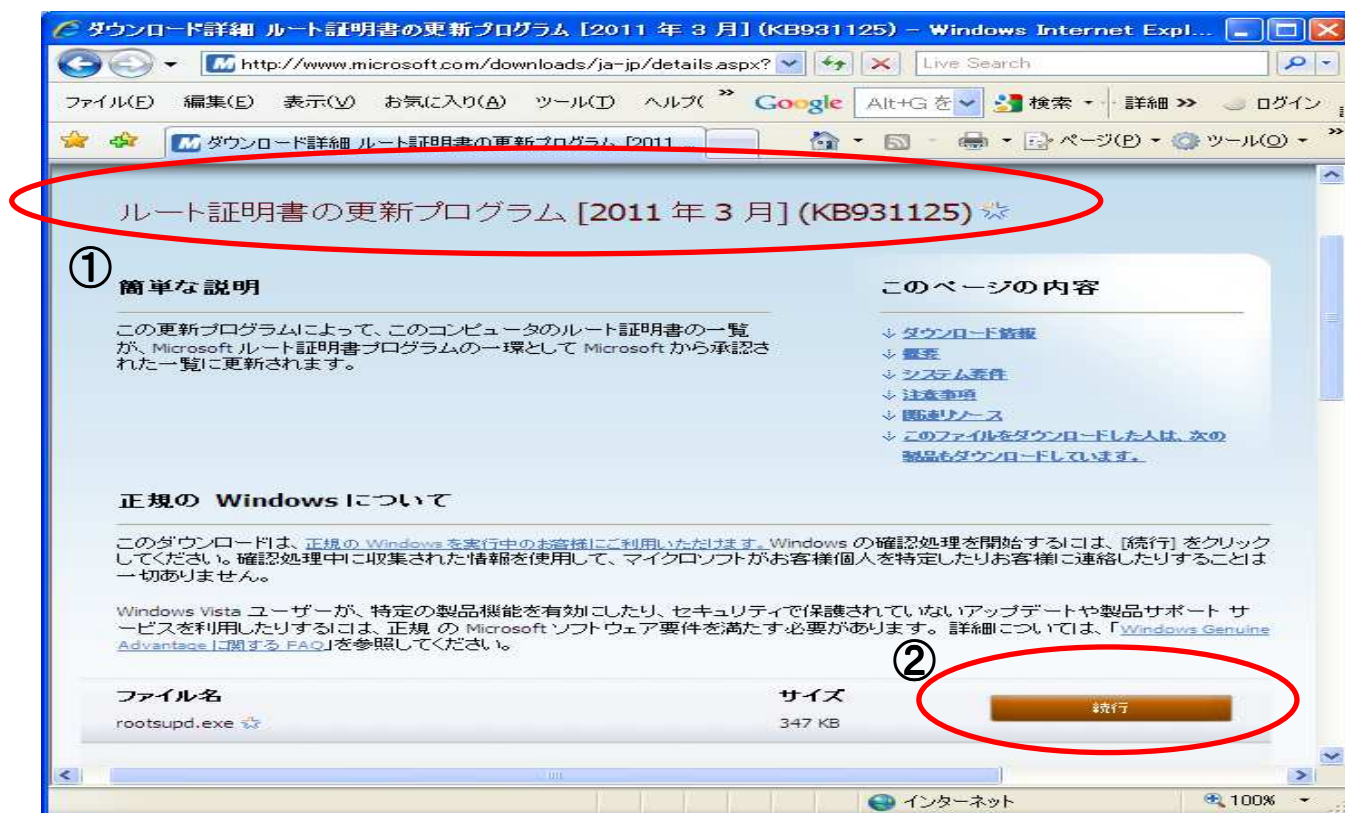 ダウンロード詳細 ルート証明書の更新プログラム [2011 年 3 月] (KB931125) - Windows Internet Expl...
http://www.microsoft.com/downloads/ja-jp/details.aspx?
Live Search
ファイル(F) 編集(E) 表示(V) お気に入り(A) ツール(T) ヘルプ( »
Google Alt+G を 検索 詳細 » ログイン
ダウンロード詳細 ルート証明書の更新プログラム [2011 ...
ページ(P) ツール(O) »
ルート証明書の更新プログラム [2011 年 3 月] (KB931125)
①
簡単な説明
この更新プログラムによって、このコンピュータのルート証明書の一覧
が、Microsoft ルート証明書プログラムの一環として Microsoft から承認さ
れた一覧に更新されます。
このページの内容
ダウンロード情報
概要
システム要件
注意事項
関連リソース
このファイルをダウンロードした人は、次の
製品もダウンロードしています。
正規の Windows について
このダウンロードは、正規の Windows を実行中のお客様にご利用いただけます。Windows の確認処理を開始するには、[続行] をクリック
してください。確認処理中に収集された情報を使用して、マイクロソフトがお客様個人を特定したりお客様に連絡したりすることは
一切ありません。
Windows Vista ユーザーが、特定の製品機能を有効にしたり、セキュリティで保護されていないアップデートや製品サポート サ
ービスを利用したりするには、正規 の Microsoft ソフトウェア要件を満たす必要があります。詳細については、「Windows Genuine
Advantage に関する FAQ」を参照してください。
②
ファイル名 サイズ
rootsupd.exe 347 KB
続行
インターネット 100%